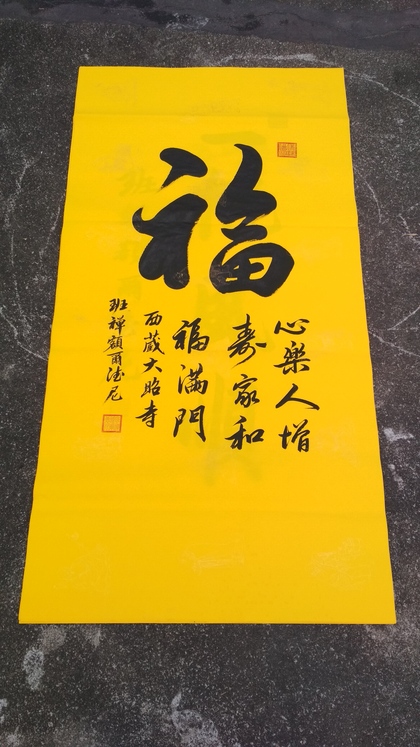 福
心樂人增
壽家和
福滿門
西藏大昭寺
班禅額爾德尼